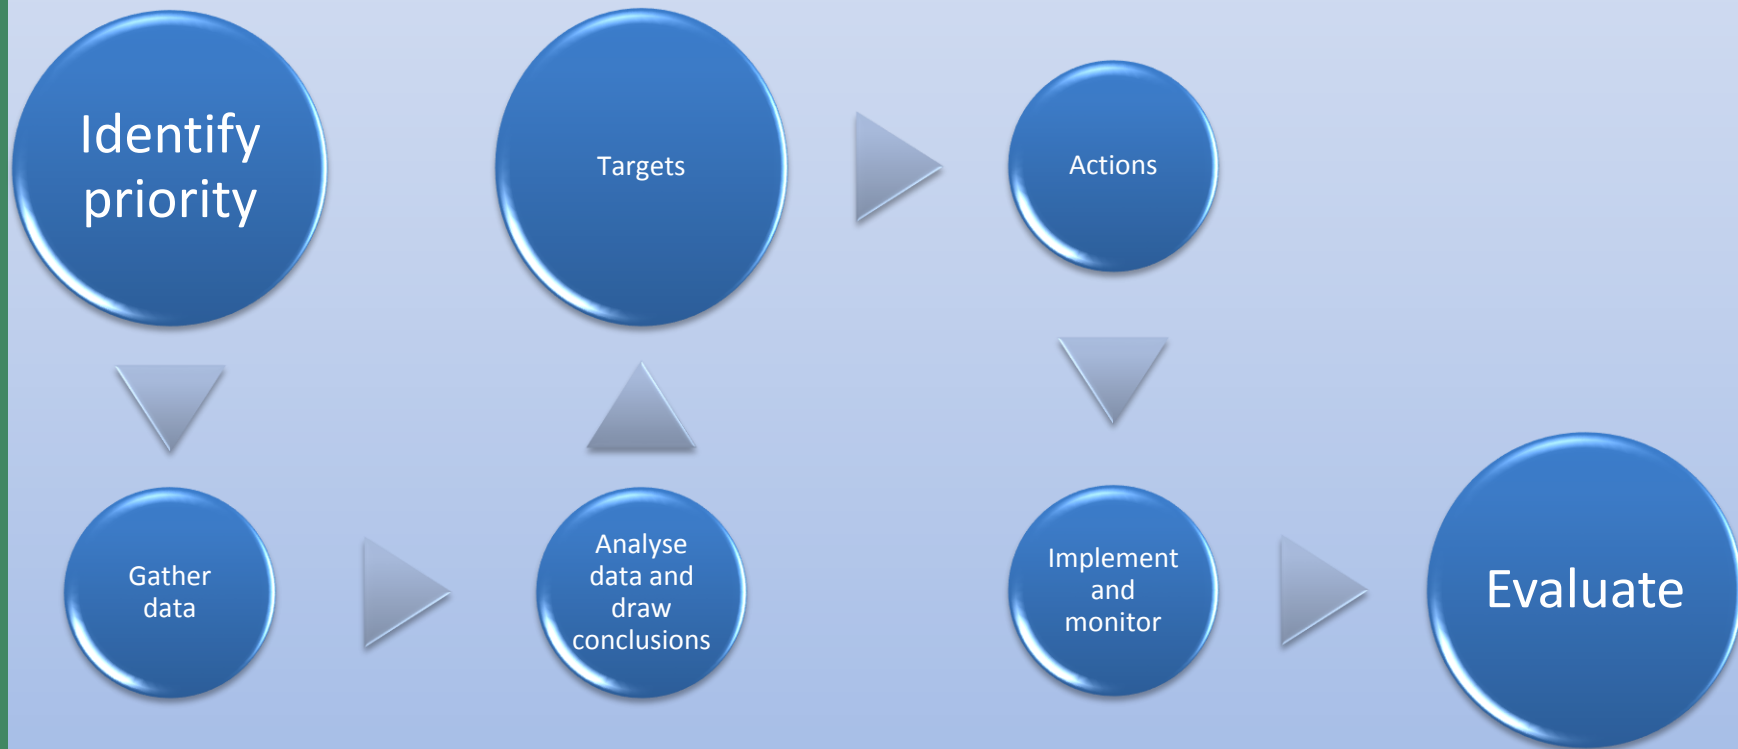 Identify
priority
Gather
data
Analyse
data and
draw
conclusions
Targets
Actions
Implement
and
monitor
Evaluate